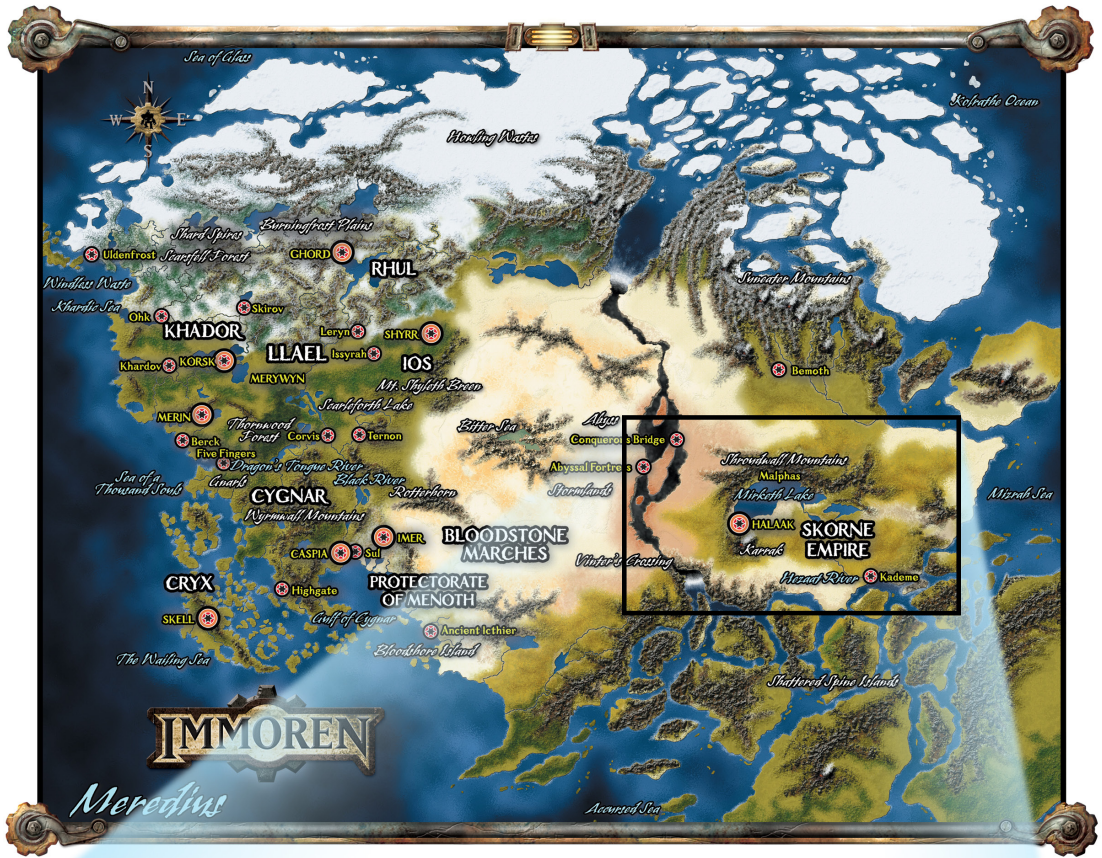 Sea of Glass
Kolrathe Ocean
N
W E
S
Howling Wastes
Shard Spires
Burningfrost Plains
Uldenfrost
Scarsfell Forest
GHORD
RHUL
Windless Waste
Khardic Sea
Suneater Mountains
Ohk
Skirov
KHADOR
Leryn
SHYRR
LLAEL
Issyrah
IOS
Khardov
KORSK
MERYWYN
Mt. Shyleth Breen
Bemoth
Scarleforth Lake
MERIN
Thornwood
Forest
Corvis
Ternon
Bitter Sea
Abyss
Conquerors Bridge
Berck
Five Fingers
Dragon's Tongue River
Abyssal Fortress
Shroudwall Mountains
Malphas
Gnarls
Black River
Sea of a
Thousand Souls
CYGNAR
Rotterhorn
Stormlands
Mirketh Lake
Mizrah Sea
Wyrmwall Mountains
HALAAK
SKORNE
EMPIRE
IMER
BLOODSTONE
MARCHES
CASPIA
Sul
Karrak
Vinter's Crossing
CRYX
Highgate
PROTECTORATE
OF MENOTH
Hezaat River
Kademe
SKELL
Gulf of Cygnar
Ancient Icthier
Bloodshore Island
The Wailing Sea
Shattered Spine Islands
IMMOREN
Meredius
Accursed Sea